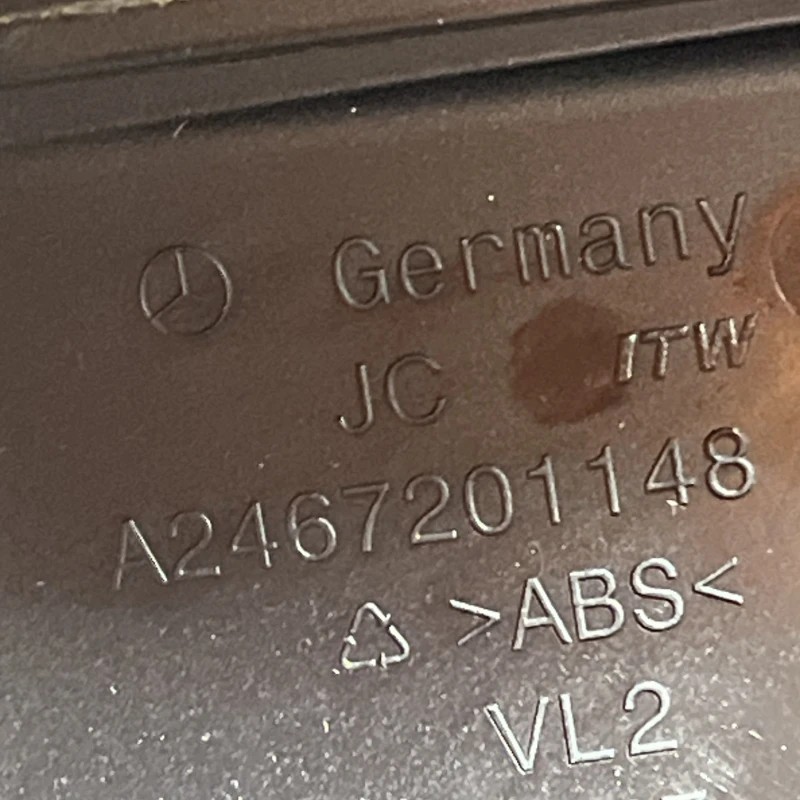 Germany
JC ITW
A2467201148
>ABS<
VL2